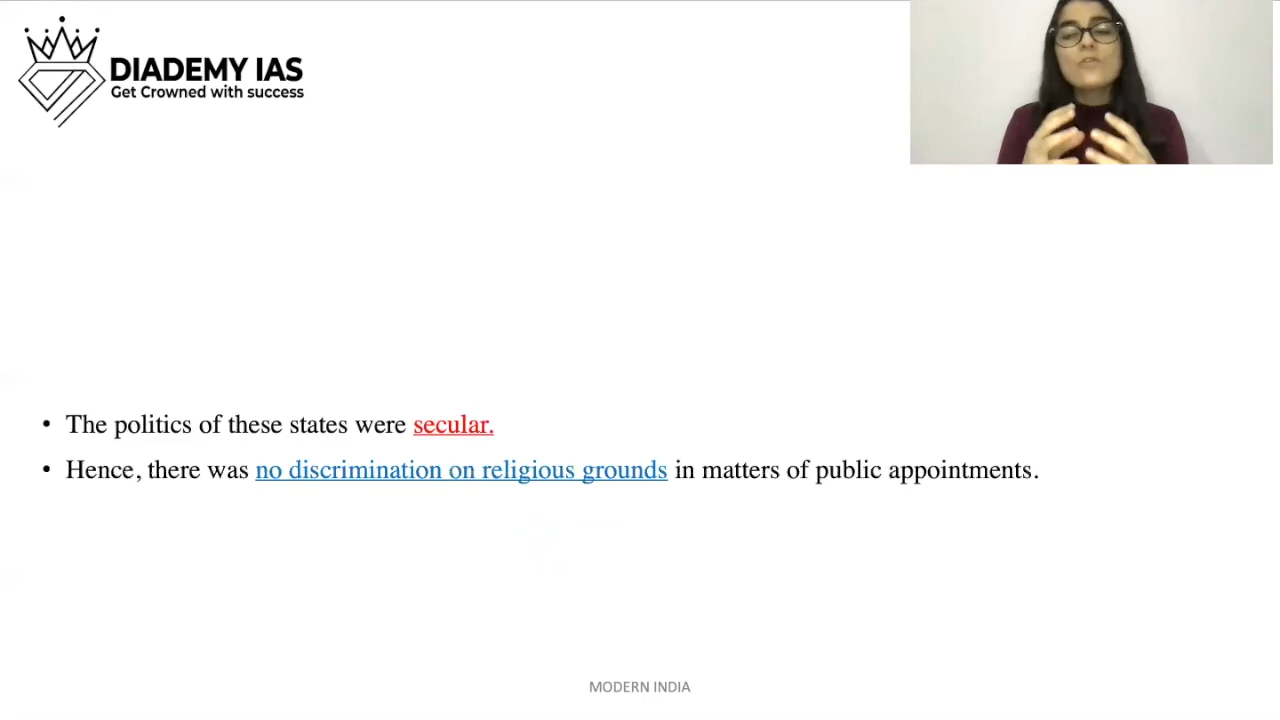 DIADEMY IAS
Get Crowned with success
• The politics of these states were secular.
• Hence, there was no discrimination on religious grounds in matters of public appointments.
MODERN INDIA